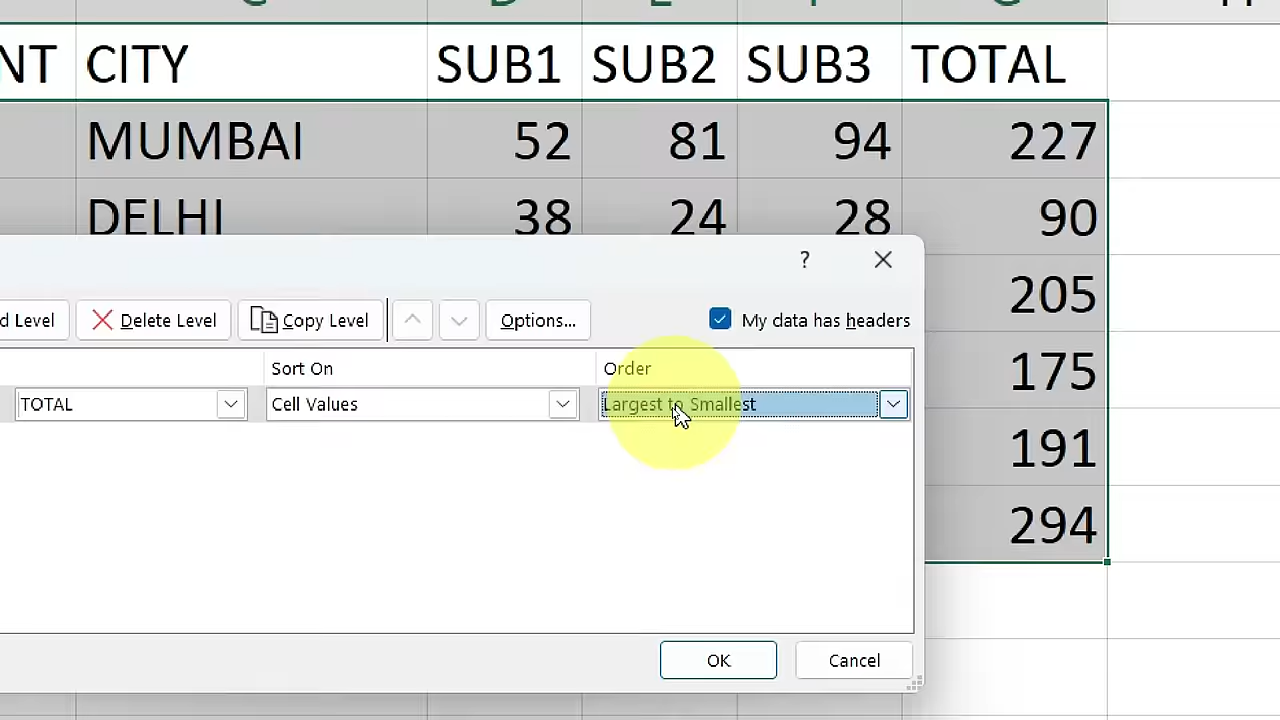 NT CITY SUB1 SUB2 SUB3 TOTAL
MUMBAI 52 81 94 227
DELHI 38 24 28 90
205
175
191
294
?
d Level Delete Level Copy Level Options... My data has headers
Sort On Order
TOTAL Cell Values Largest to Smallest
OK Cancel